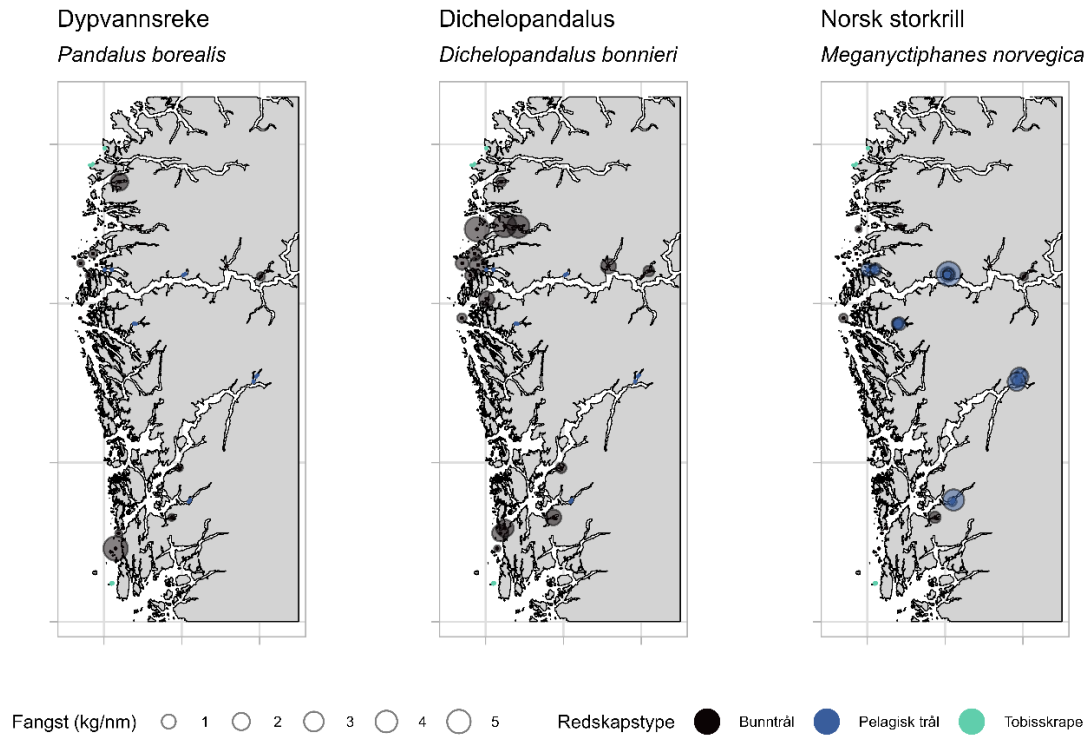 Dypvannsreke
Pandalus borealis
Dichelopandalus
Dichelopandalus bonnieri
Norsk storkrill
Meganyctiphanes norvegica
Fangst (kg/nm) 1 2 3 4 5 Redskapstype Bunntrål Pelagisk trål Tobisskrape